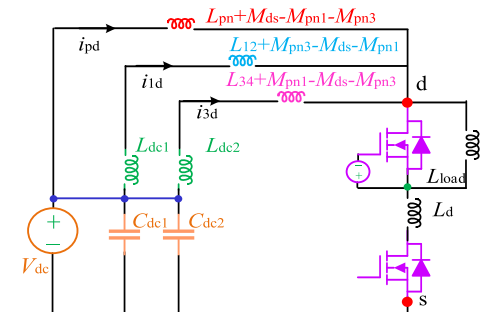 Lpn+Mds-Mpn1-Mpn3
ipd
L12+Mpn3-Mds-Mpn1
i1d
L34+Mpn1-Mds-Mpn3
d
i3d
Ldc1
Ldc2
Lload
Ld
Cdc1
Cdc2
Vdc
s